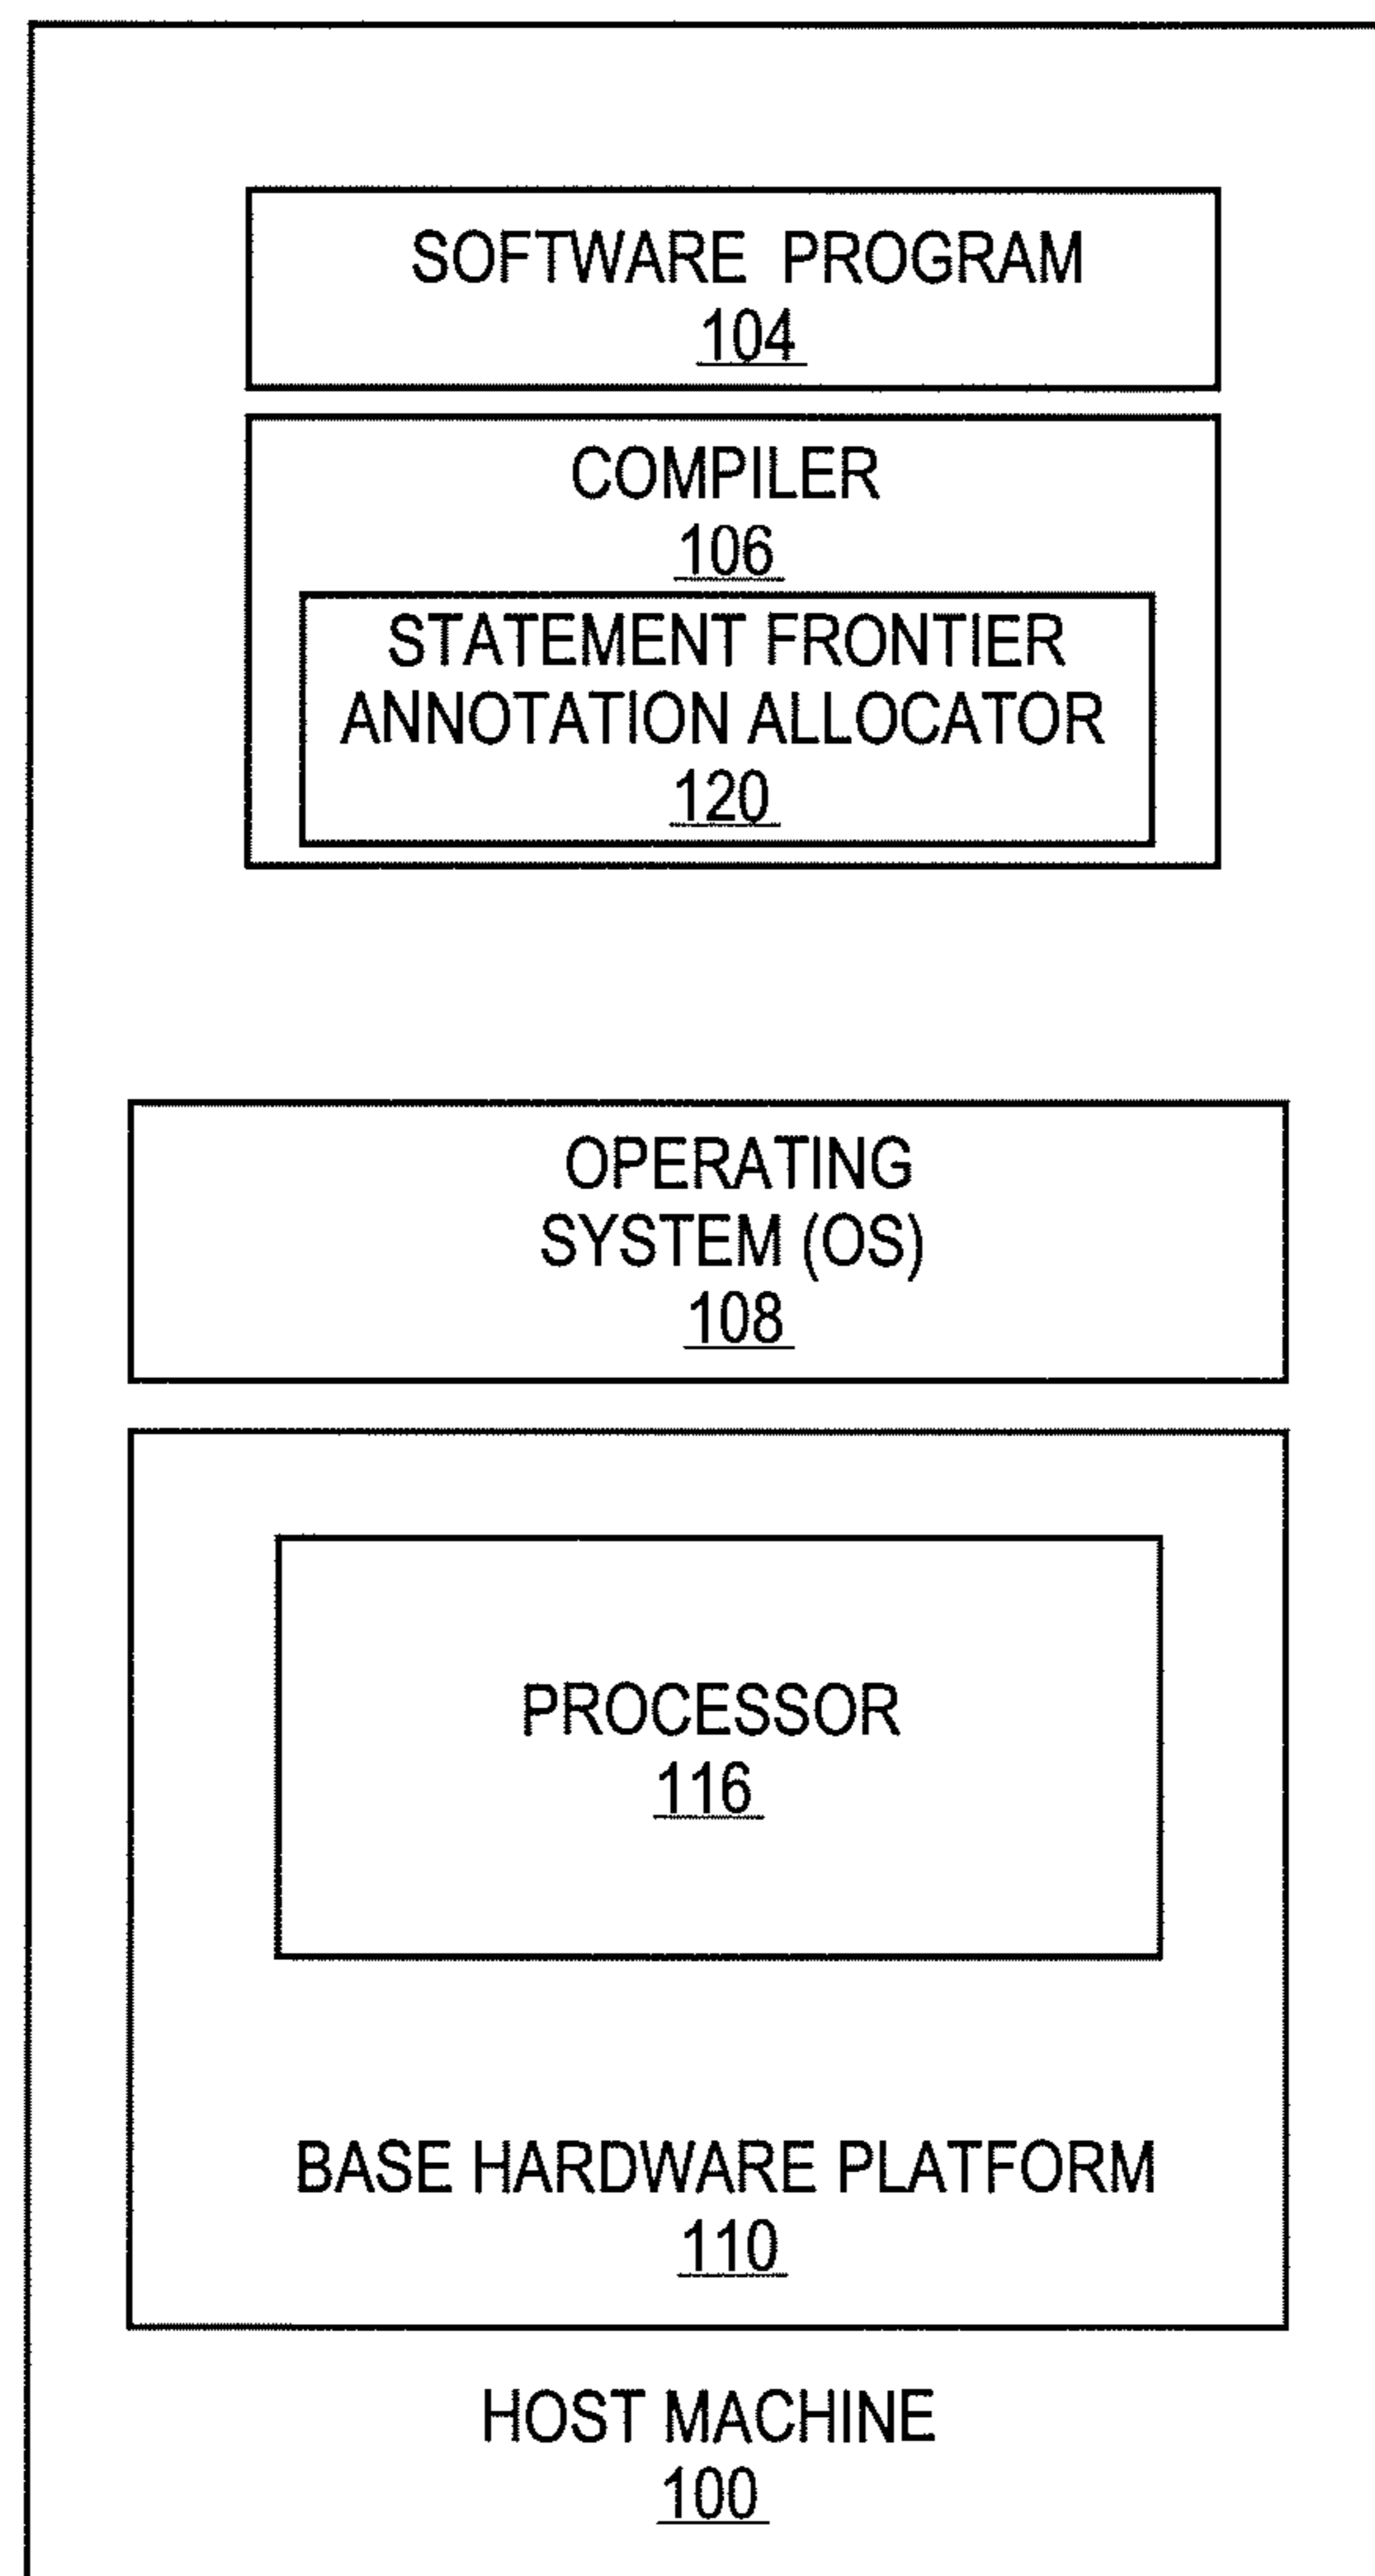 SOFTWARE PROGRAM
104
COMPILER
106
STATEMENT FRONTIER
ANNOTATION ALLOCATOR
120
OPERATING
SYSTEM (OS)
108
PROCESSOR
116
BASE HARDWARE PLATFORM
110
HOST MACHINE
100